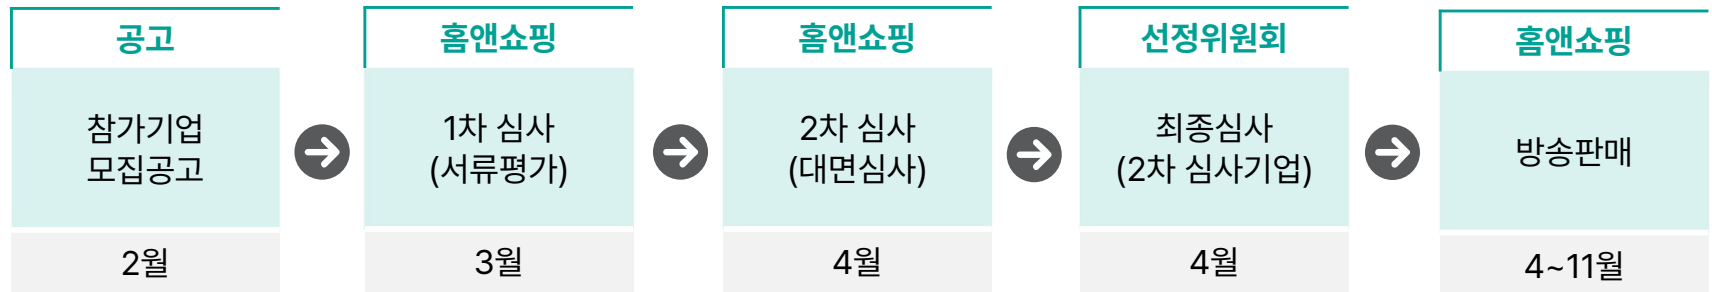 공고
참가기업
모집공고
2월
홈앤쇼핑
1차 심사
(서류평가)
3월
홈앤쇼핑
2차 심사
(대면심사)
4월
선정위원회
최종심사
(2차 심사기업)
4월
홈앤쇼핑
방송판매
4~11월